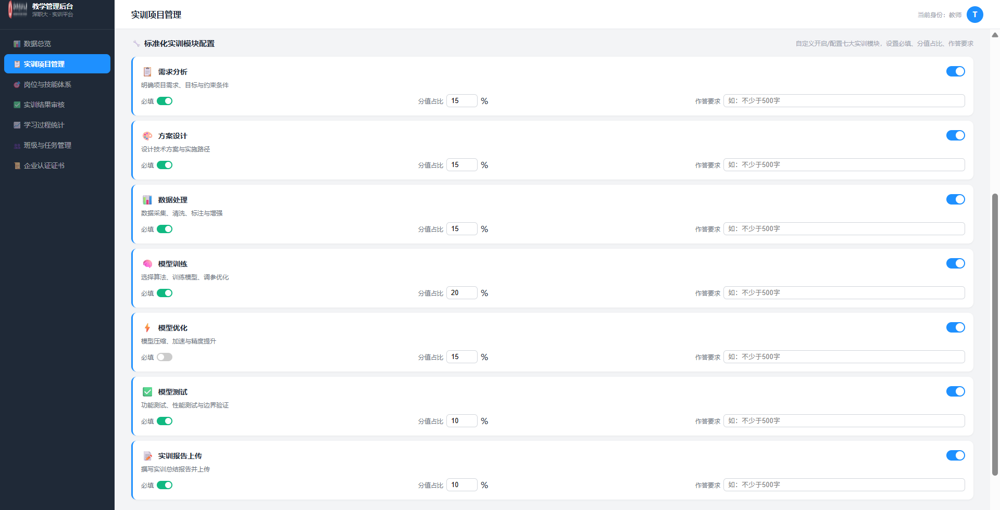 教学管理后台
深职大 · 实训平台
数据总览
实训项目管理
岗位与技能体系
实训结果审核
学习过程统计
班级与任务管理
企业认证证书
实训项目管理
当前身份：教师
T
标准化实训模块配置
自定义开启/配置七大实训模块，设置必填、分值占比、作答要求
需求分析
明确项目需求、目标与约束条件
必填 分值占比 15 % 作答要求 如：不少于500字
方案设计
设计技术方案与实施路径
必填 分值占比 15 % 作答要求 如：不少于500字
数据处理
数据采集、清洗、标注与增强
必填 分值占比 15 % 作答要求 如：不少于500字
模型训练
选择算法、训练模型、调参优化
必填 分值占比 20 % 作答要求 如：不少于500字
模型优化
模型压缩、加速与精度提升
必填 分值占比 15 % 作答要求 如：不少于500字
模型测试
功能测试、性能测试与边界验证
必填 分值占比 10 % 作答要求 如：不少于500字
实训报告上传
撰写实训总结报告并上传
必填 分值占比 10 % 作答要求 如：不少于500字